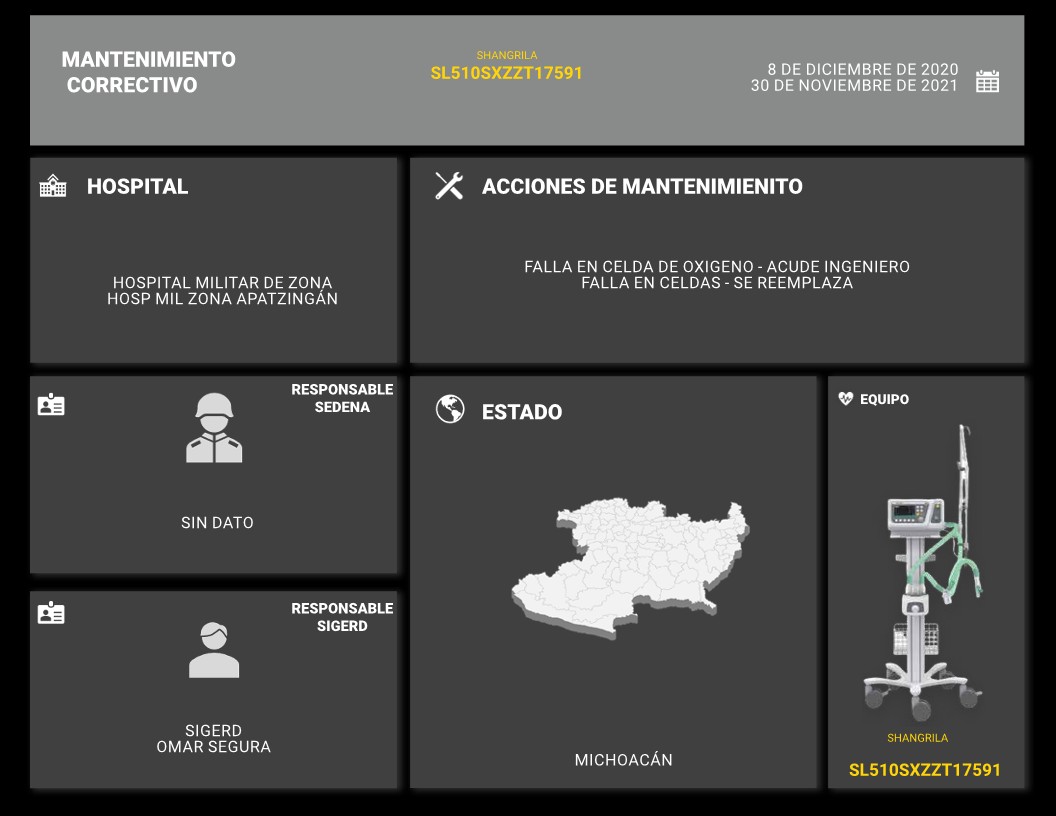 MANTENIMIENTO
CORRECTIVO
SHANGRILA
SL510SXZZT17591
8 DE DICIEMBRE DE 2020
30 DE NOVIEMBRE DE 2021
HOSPITAL
HOSPITAL MILITAR DE ZONA
HOSP MIL ZONA APATZINGÁN
ACCIONES DE MANTENIMIENITO
FALLA EN CELDA DE OXIGENO - ACUDE INGENIERO
FALLA EN CELDAS - SE REEMPLAZA
RESPONSABLE
SEDENA
SIN DATO
RESPONSABLE
SIGERD
SIGERD
OMAR SEGURA
ESTADO
MICHOACÁN
EQUIPO
SHANGRILA
SL510SXZZT17591